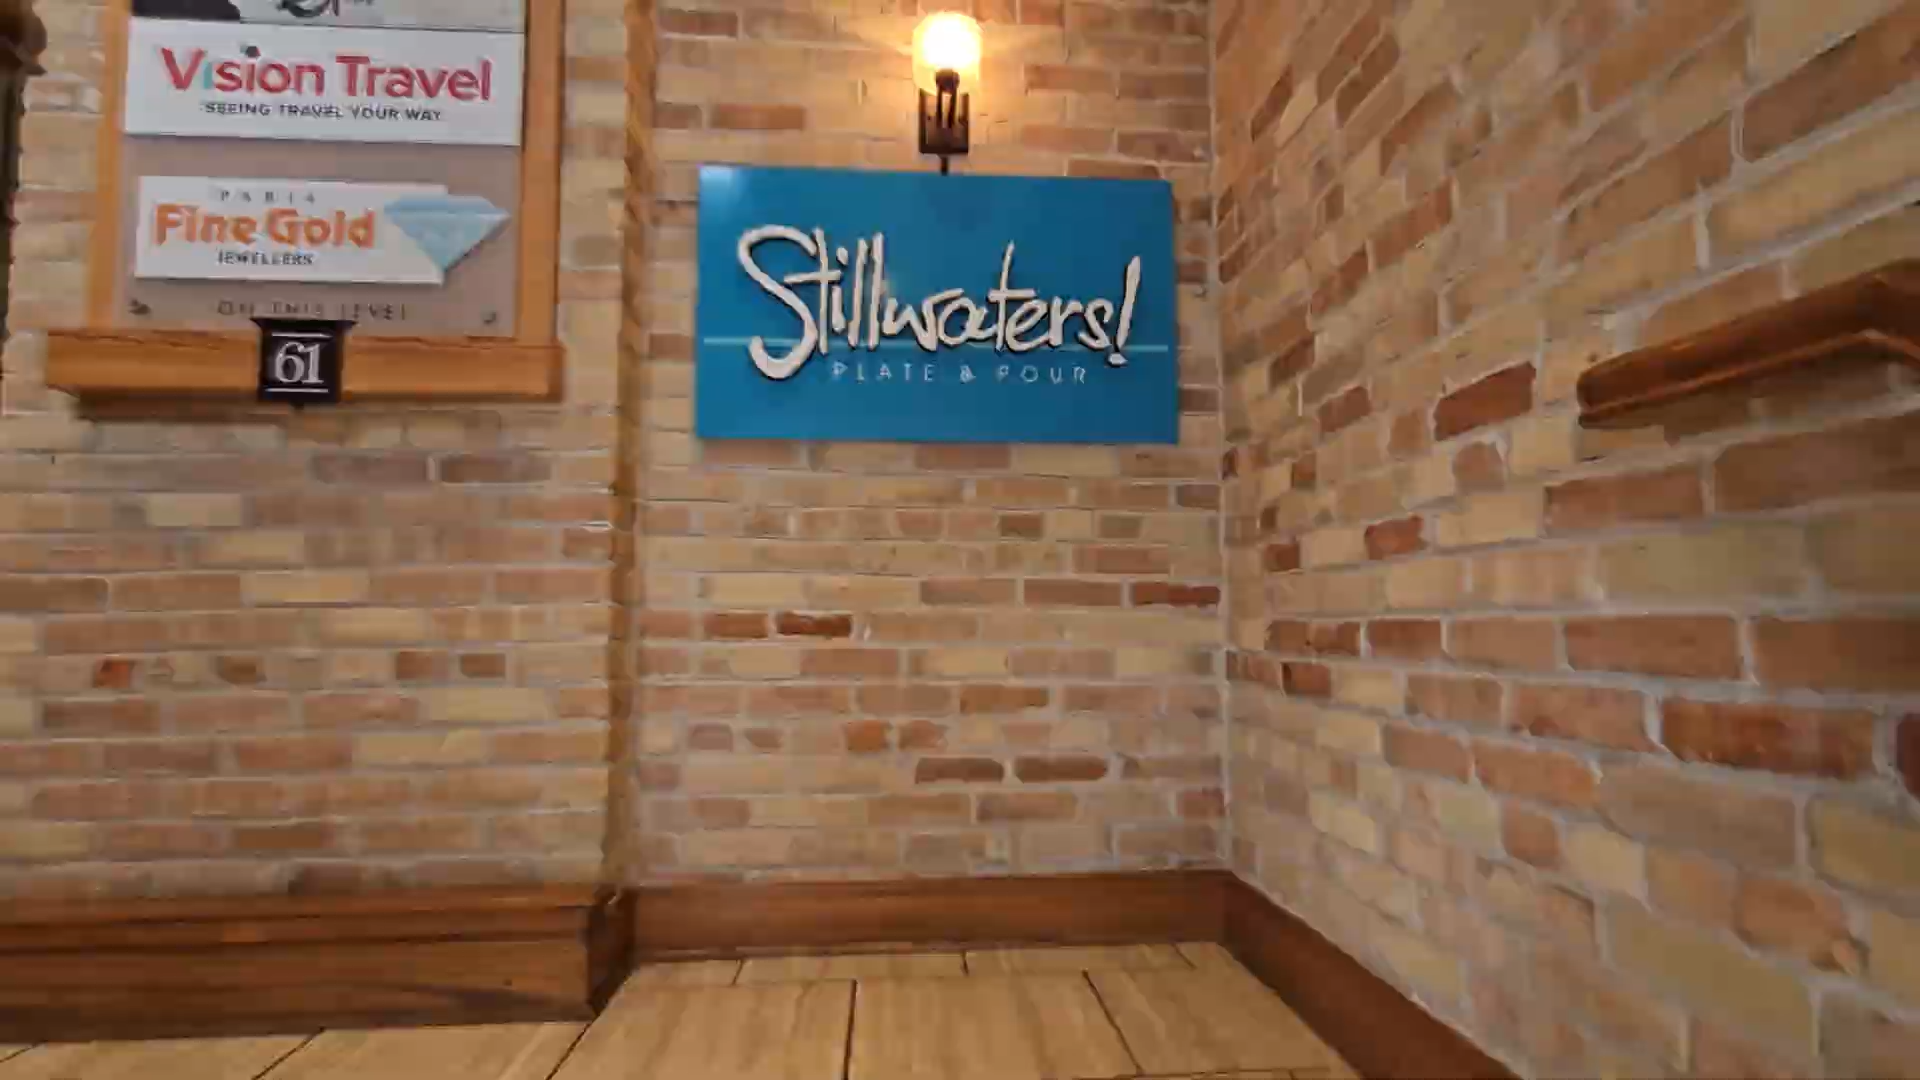 Vision Travel
SEEING TRAVEL YOUR WAY
PARIS
Fine Gold
JEWELLERS
ON THIS LEVEL
61
Stillwaters!
PLATE & POUR